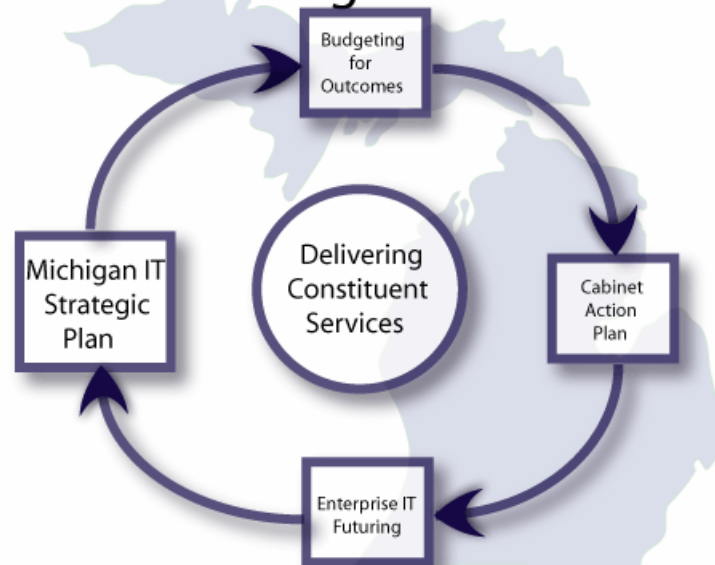 Budgeting
for
Outcomes
Delivering
Constituent
Services
Michigan IT
Strategic
Plan
Cabinet
Action
Plan
Enterprise IT
Futuring